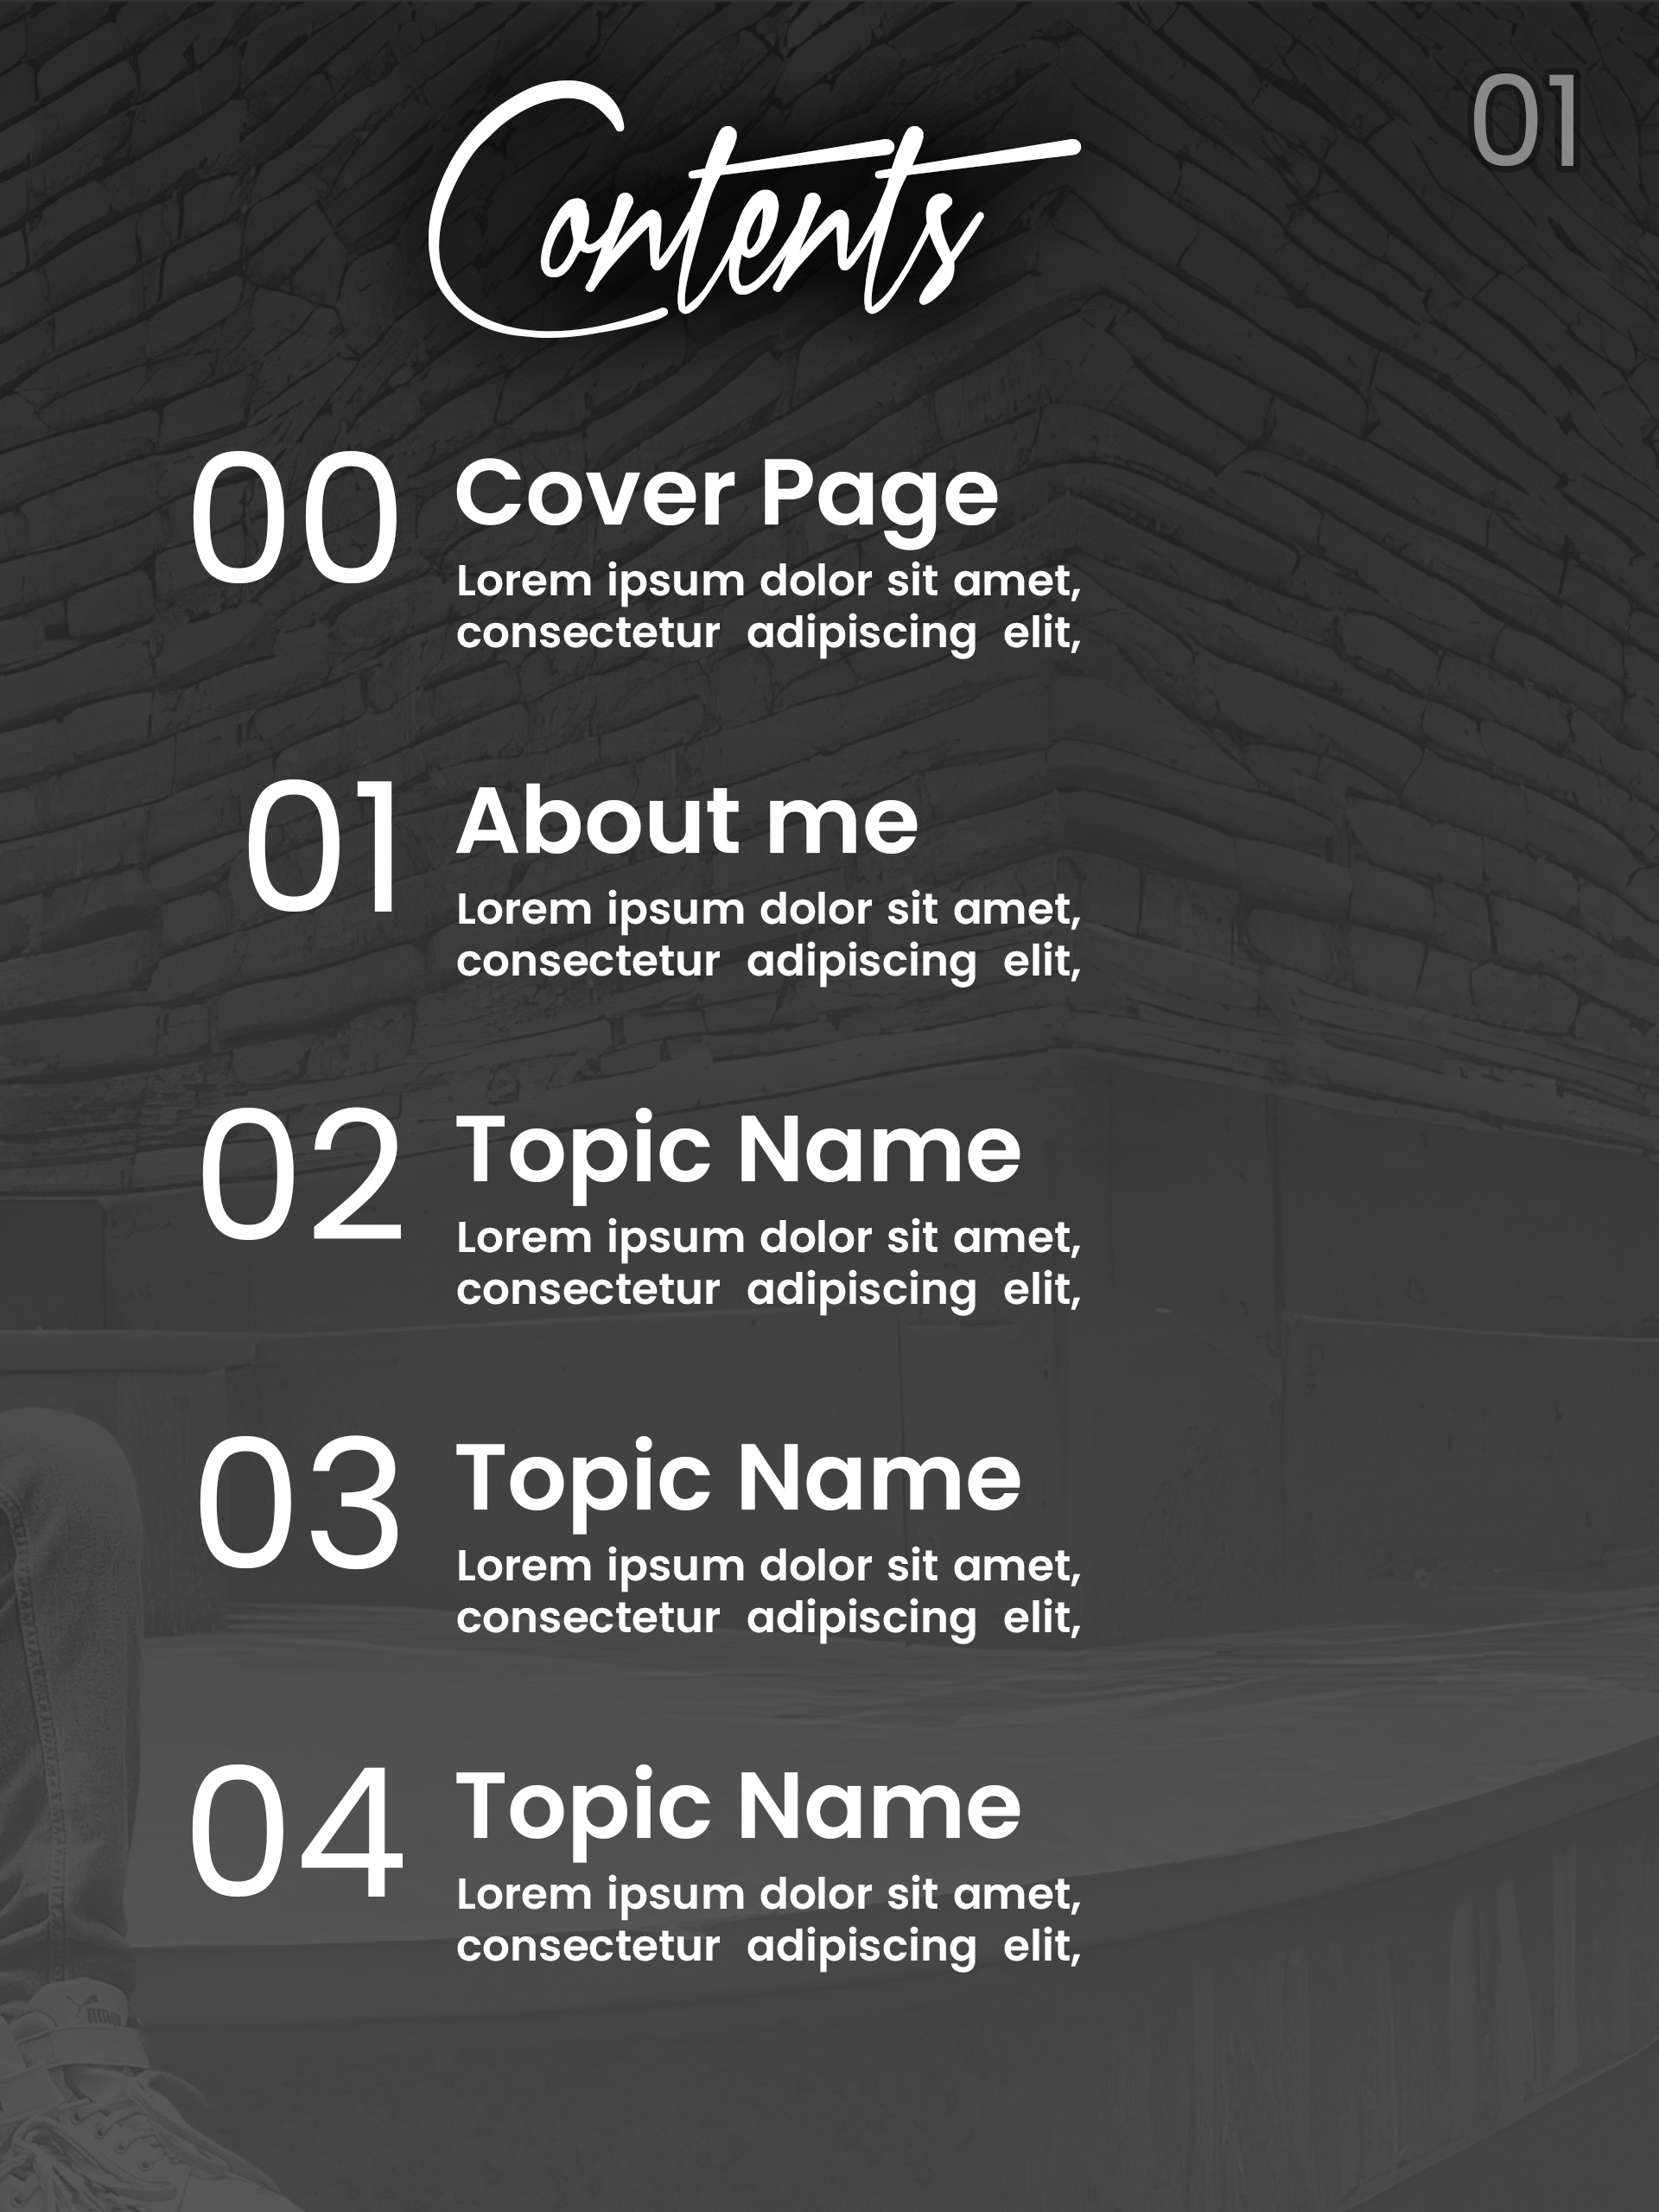 Contents
01
00
Cover Page
Lorem ipsum dolor sit amet,
consectetur adipiscing elit,
01
About me
Lorem ipsum dolor sit amet,
consectetur adipiscing elit,
02
Topic Name
Lorem ipsum dolor sit amet,
consectetur adipiscing elit,
03
Topic Name
Lorem ipsum dolor sit amet,
consectetur adipiscing elit,
04
Topic Name
Lorem ipsum dolor sit amet,
consectetur adipiscing elit,